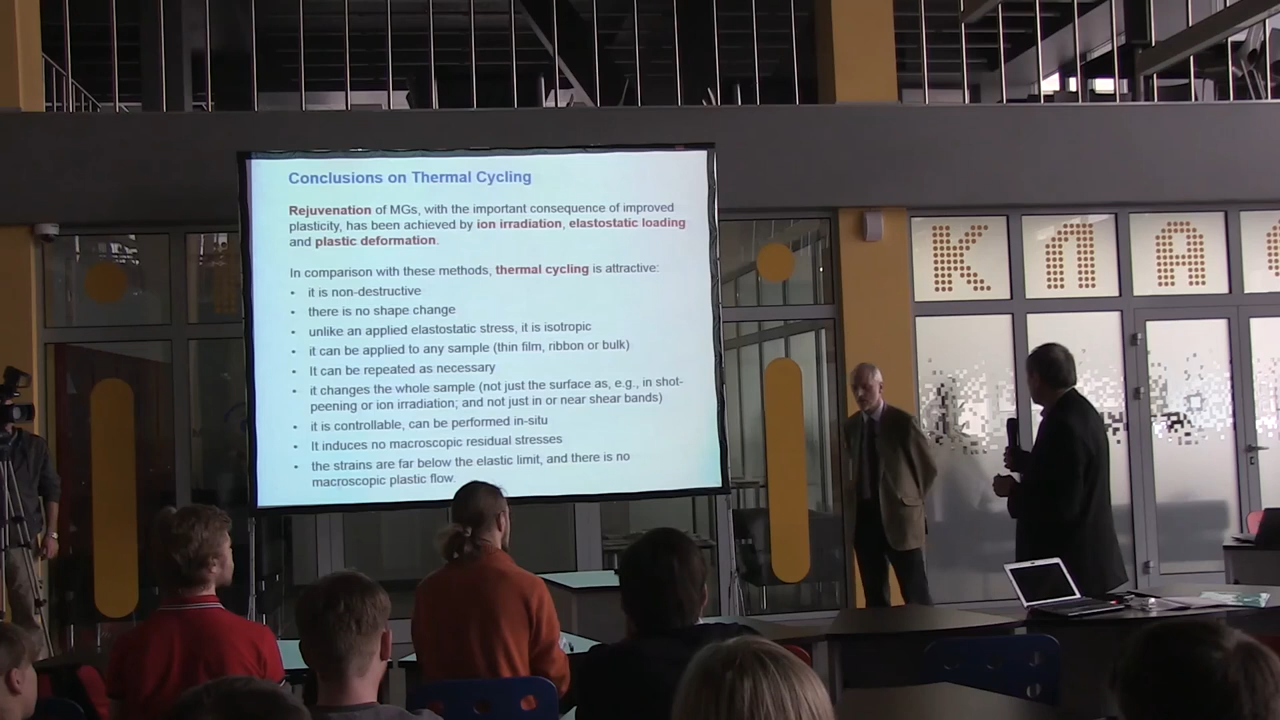 Conclusions on Thermal Cycling
Rejuvenation of MGs, with the important consequence of improved
plasticity, has been achieved by ion irradiation, elastostatic loading
and plastic deformation.
In comparison with these methods, thermal cycling is attractive:
• it is non-destructive
• there is no shape change
• unlike an applied elastostatic stress, it is isotropic
• it can be applied to any sample (thin film, ribbon or bulk)
• It can be repeated as necessary
• it changes the whole sample (not just the surface as, e.g., in shot-
peening or ion irradiation; and not just in or near shear bands)
• it is controllable, can be performed in-situ
• It induces no macroscopic residual stresses
• the strains are far below the elastic limit, and there is no
macroscopic plastic flow.
КЛА